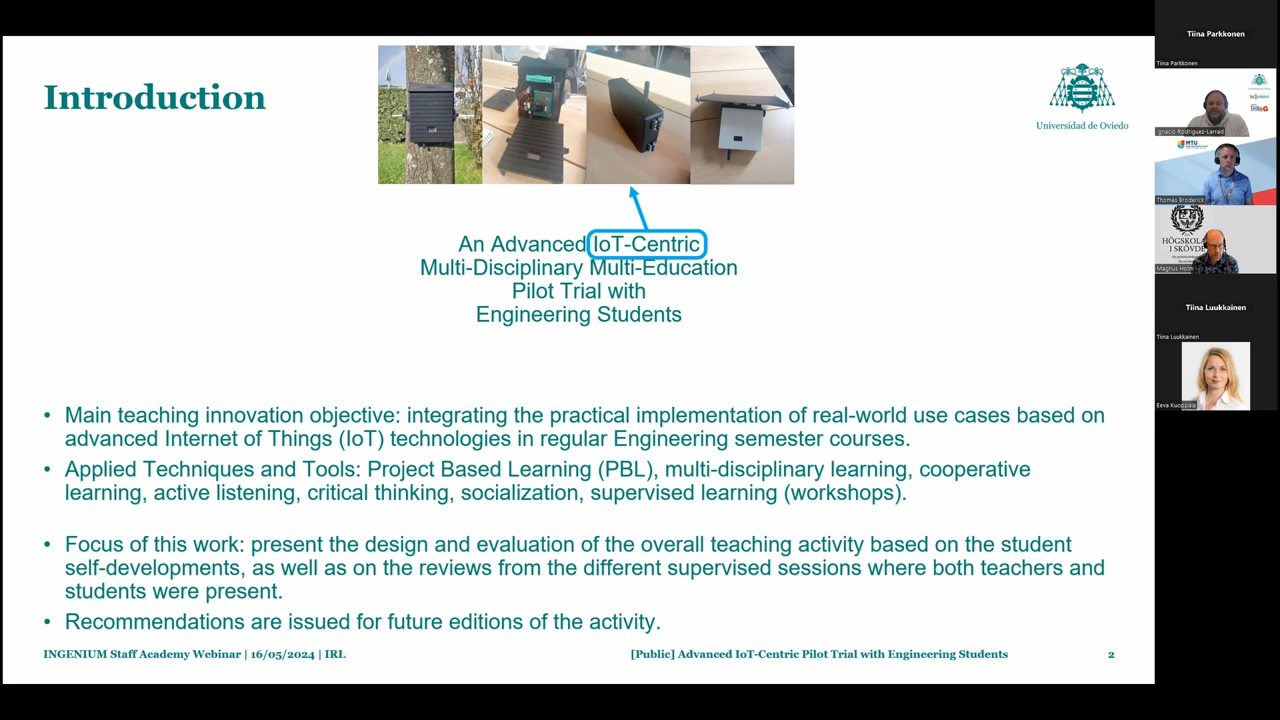 Introduction
Universidad de Oviedo
An Advanced IoT-Centric
Multi-Disciplinary Multi-Education
Pilot Trial with
Engineering Students
• Main teaching innovation objective: integrating the practical implementation of real-world use cases based on
advanced Internet of Things (IoT) technologies in regular Engineering semester courses.
• Applied Techniques and Tools: Project Based Learning (PBL), multi-disciplinary learning, cooperative
learning, active listening, critical thinking, socialization, supervised learning (workshops).
• Focus of this work: present the design and evaluation of the overall teaching activity based on the student
self-developments, as well as on the reviews from the different supervised sessions where both teachers and
students were present.
• Recommendations are issued for future editions of the activity.
INGENIUM Staff Academy Webinar | 16/05/2024 | IRL
[Public] Advanced IoT-Centric Pilot Trial with Engineering Students
2
Tiina Parkkonen
Tiina Parkkonen
Ignacio Rodriguez-Larrad
MTU
Thomas Broderick
HÖGSKOLA
I SKÖVDE
Magnus Holm
Tiina Luukkainen
Tiina Luukkainen
Eeva Kuoppala